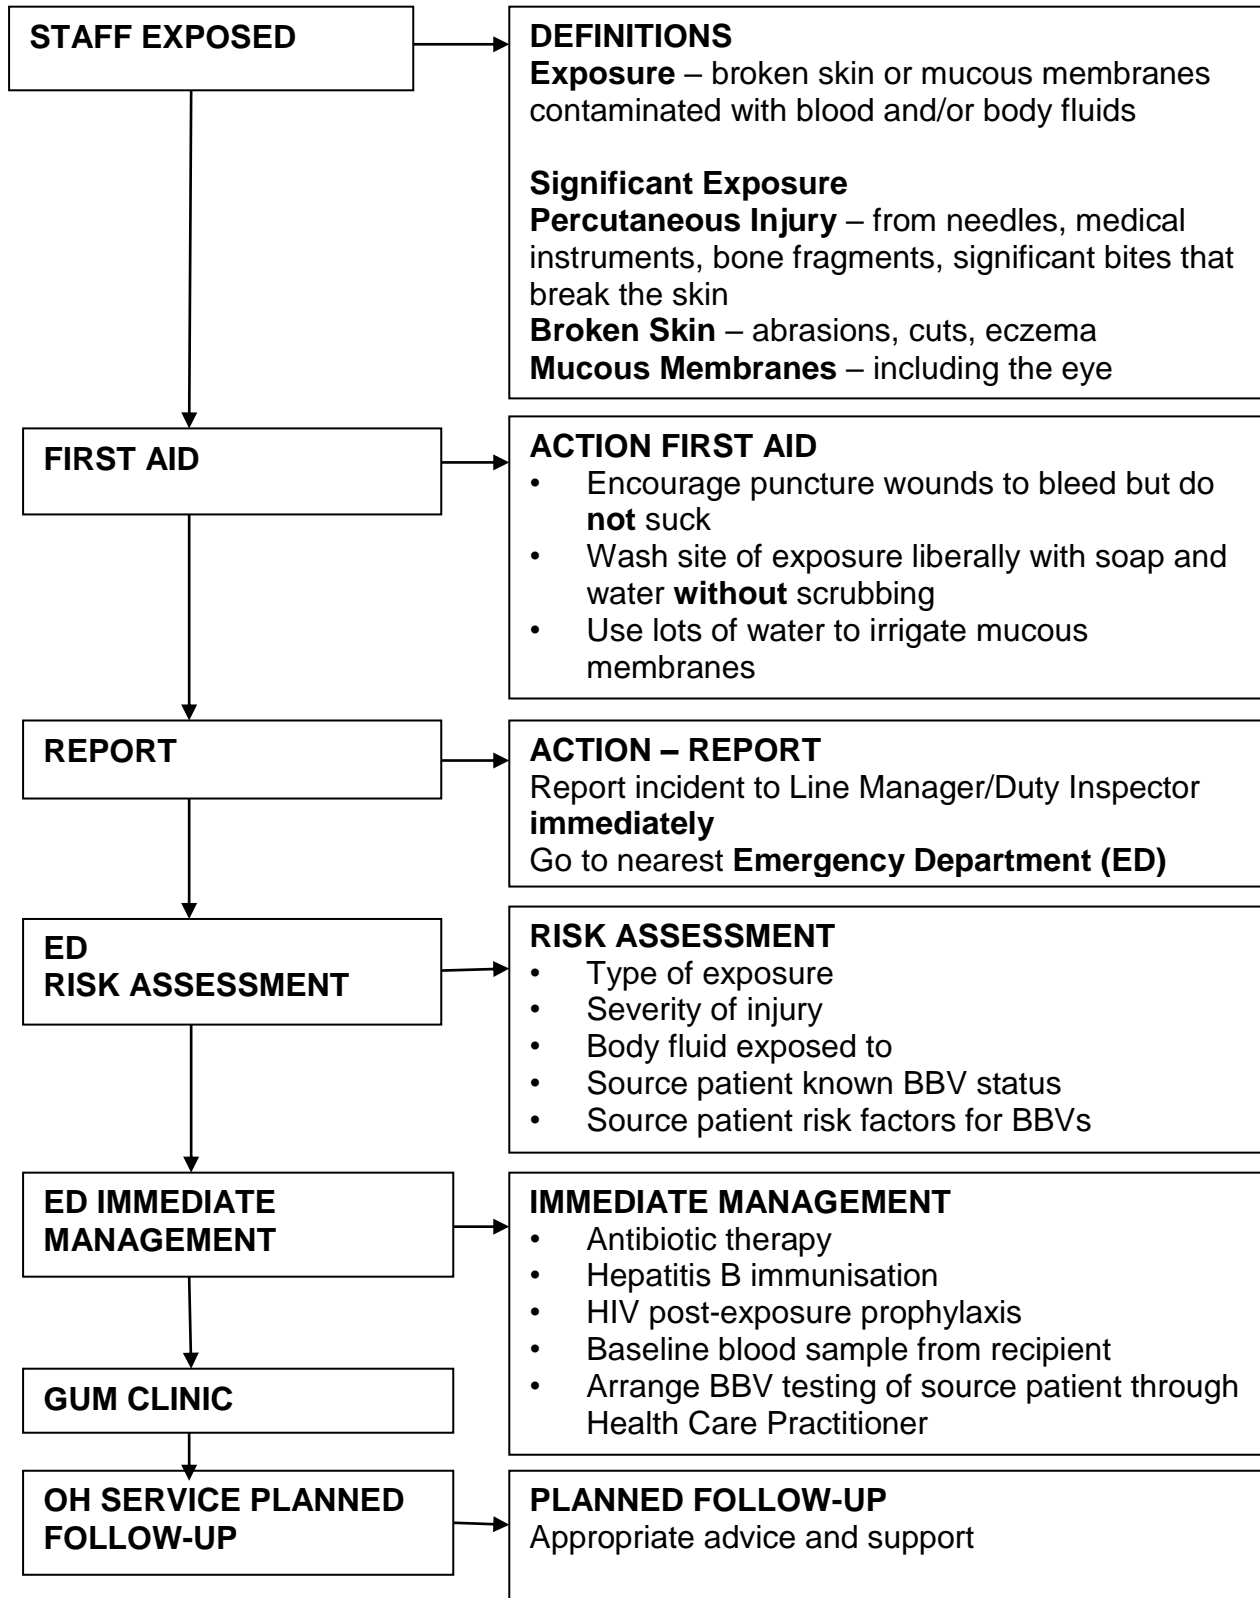 STAFF EXPOSED
DEFINITIONS
Exposure – broken skin or mucous membranes
contaminated with blood and/or body fluids
Significant Exposure
Percutaneous Injury – from needles, medical
instruments, bone fragments, significant bites that
break the skin
Broken Skin – abrasions, cuts, eczema
Mucous Membranes – including the eye
FIRST AID
ACTION FIRST AID
• Encourage puncture wounds to bleed but do
not suck
• Wash site of exposure liberally with soap and
water without scrubbing
• Use lots of water to irrigate mucous
membranes
REPORT
ACTION – REPORT
Report incident to Line Manager/Duty Inspector
immediately
Go to nearest Emergency Department (ED)
ED
RISK ASSESSMENT
RISK ASSESSMENT
• Type of exposure
• Severity of injury
• Body fluid exposed to
• Source patient known BBV status
• Source patient risk factors for BBVs
ED IMMEDIATE
MANAGEMENT
IMMEDIATE MANAGEMENT
• Antibiotic therapy
• Hepatitis B immunisation
• HIV post-exposure prophylaxis
• Baseline blood sample from recipient
• Arrange BBV testing of source patient through
Health Care Practitioner
GUM CLINIC
OH SERVICE PLANNED
FOLLOW-UP
PLANNED FOLLOW-UP
Appropriate advice and support